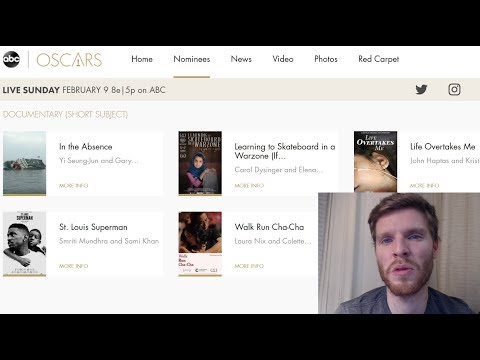 abc OSCARS Home Nominees News Video Photos Red Carpet
LIVE SUNDAY FEBRUARY 9 8e|5p on ABC
DOCUMENTARY (SHORT SUBJECT)
In the Absence
Yi Seung-Jun and Gary...
MORE INFO
LEARNING TO SKATEBOARD IN A WARZONE
Learning to Skateboard in a
Warzone (If...
Carol Dysinger and Elena...
MORE INFO
LIFE
OVERTAKES
ME
Life Overtakes Me
John Haptas and Krist
MORE INFO
ST. LOUIS
SUPERMAN
St. Louis Superman
Smriti Mundhra and Sami Khan
MORE INFO
Walk
Run
Cha-Cha
Walk Run Cha-Cha
Laura Nix and Colette...
MORE INFO